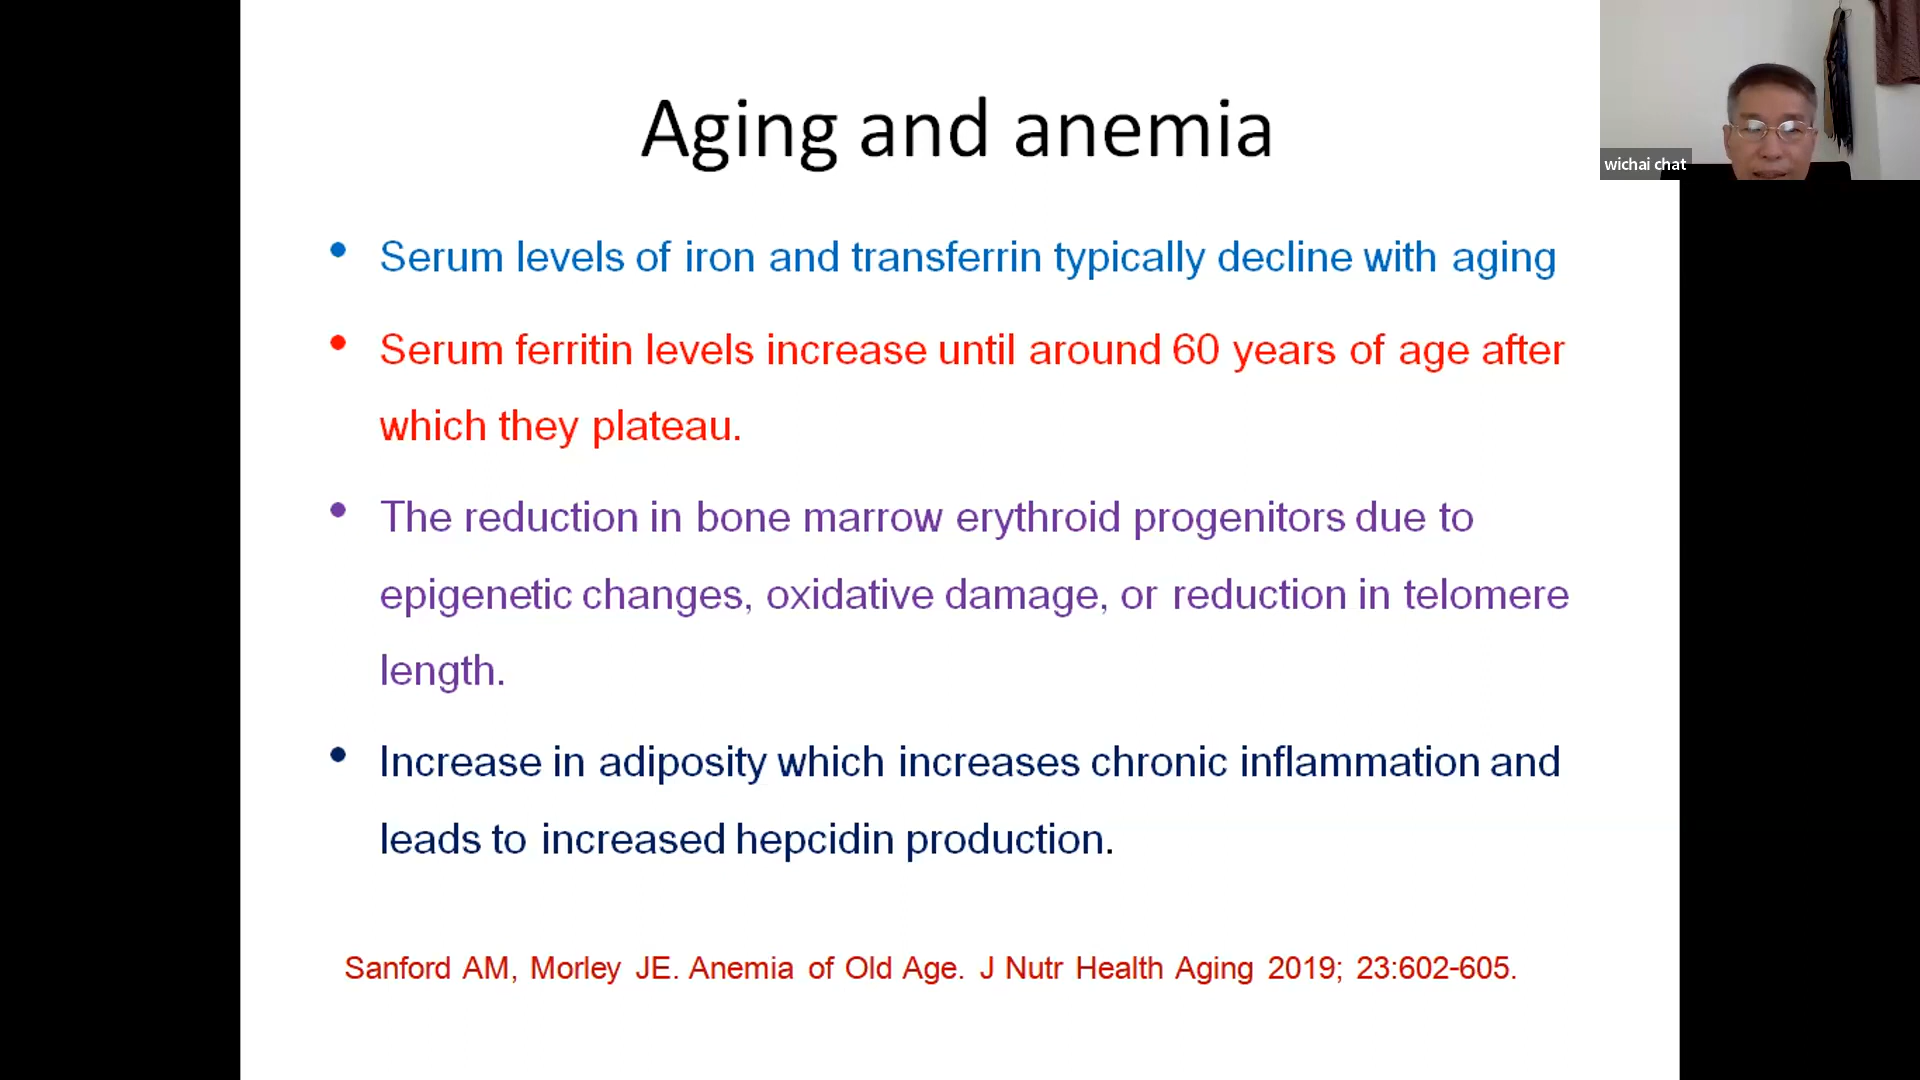 Aging and anemia
wichai chat
• Serum levels of iron and transferrin typically decline with aging
• Serum ferritin levels increase until around 60 years of age after
which they plateau.
• The reduction in bone marrow erythroid progenitors due to
epigenetic changes, oxidative damage, or reduction in telomere
length.
• Increase in adiposity which increases chronic inflammation and
leads to increased hepcidin production.
Sanford AM, Morley JE. Anemia of Old Age. J Nutr Health Aging 2019; 23:602-605.